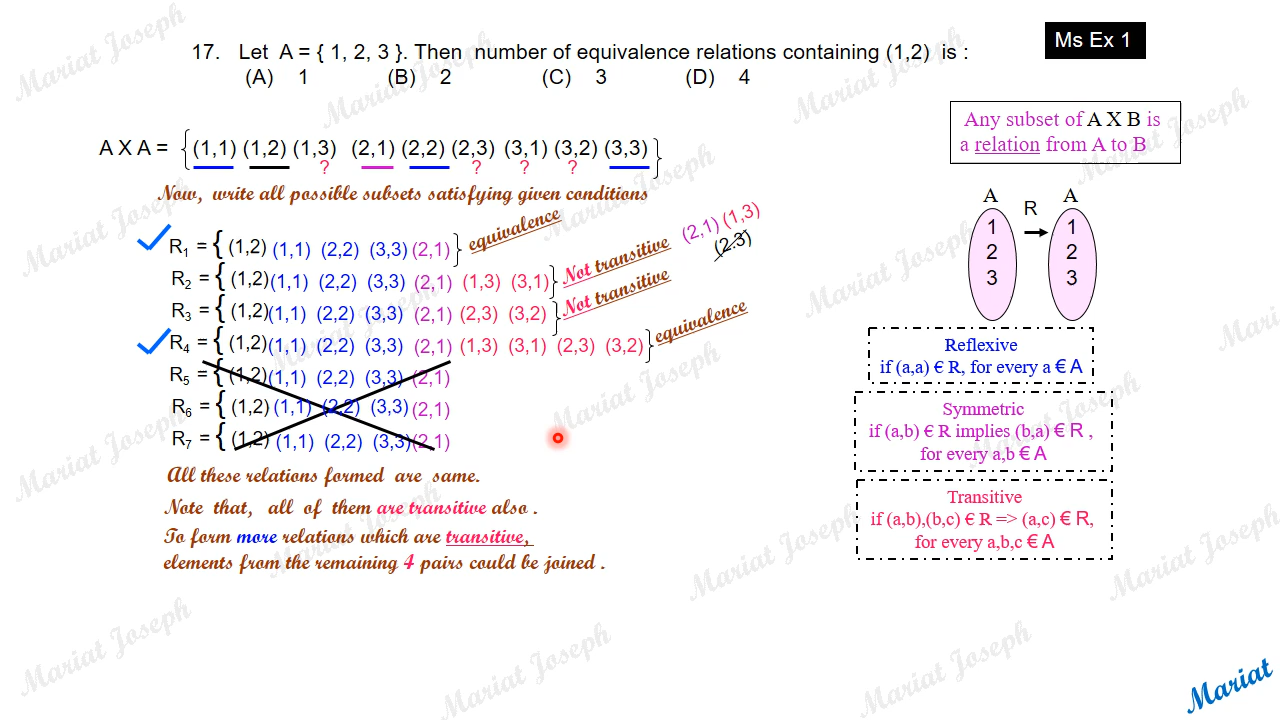 Ms Ex 1
17. Let A = { 1, 2, 3 }. Then number of equivalence relations containing (1,2) is :
(A) 1 (B) 2 (C) 3 (D) 4
Any subset of A X B is
a relation from A to B
A X A = {(1,1) (1,2) (1,3) (2,1) (2,2) (2,3) (3,1) (3,2) (3,3)}
? ? ? ?
Now, write all possible subsets satisfying given conditions
R1 = { (1,2) (1,1) (2,2) (3,3) (2,1) } equivalence
R2 = { (1,2) (1,1) (2,2) (3,3) (2,1) (1,3) (3,1) } Not transitive (2,1) (1,3)
(2,3)
R3 = { (1,2) (1,1) (2,2) (3,3) (2,1) (2,3) (3,2) } Not transitive
R4 = { (1,2) (1,1) (2,2) (3,3) (2,1) (1,3) (3,1) (2,3) (3,2) } equivalence
R5 = { (1,2) (1,1) (2,2) (3,3) (2,1)
R6 = { (1,2) (1,1) (2,2) (3,3) (2,1)
R7 = { (1,2) (1,1) (2,2) (3,3) (2,1)
All these relations formed are same.
Note that, all of them are transitive also .
To form more relations which are transitive,
elements from the remaining 4 pairs could be joined .
A R A
1 1
2 2
3 3
Reflexive
if (a,a) € R, for every a € A
Symmetric
if (a,b) € R implies (b,a) € R ,
for every a,b € A
Transitive
if (a,b),(b,c) € R => (a,c) € R,
for every a,b,c € A
Mariat Joseph
Mariat